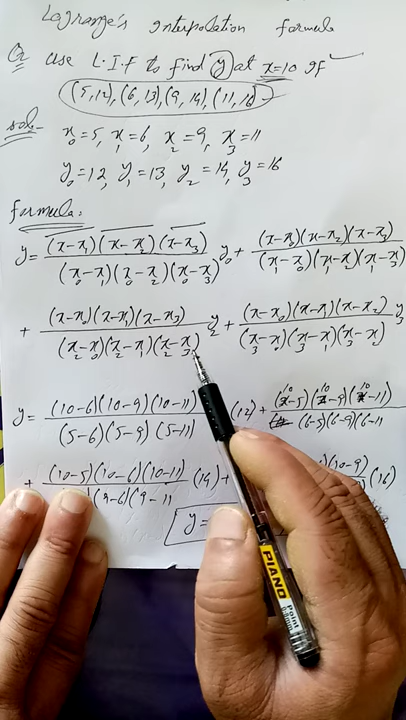 Lagrange's Interpolation formula
Q Use L.I.F to find y at x=10 If
(5,12), (6,13), (9,14), (11,16)
Sol-
x₀=5, x₁=6, x₂=9, x₃=11
y₀=12, y₁=13, y₂=14, y₃=16
formula:
y= (x-x₁)(x-x₂)(x-x₃)/(x₀-x₁)(x₀-x₂)(x₀-x₃) y₀ + (x-x₀)(x-x₂)(x-x₃)/(x₁-x₀)(x₁-x₂)(x₁-x₃)
+ (x-x₀)(x-x₁)(x-x₃)/(x₂-x₀)(x₂-x₁)(x₂-x₃) y₂ + (x-x₀)(x-x₁)(x-x₂)/(x₃-x₀)(x₃-x₁)(x₃-x₂) y₃
y= (10-6)(10-9)(10-11)/(5-6)(5-9)(5-11) (12) + (10-5)(10-9)(10-11)/(6-5)(6-9)(6-11
+ (10-5)(10-6)(10-11)/(9-6)(9-11 (14) + )(10-9) (16)
y=
PIANO
Point